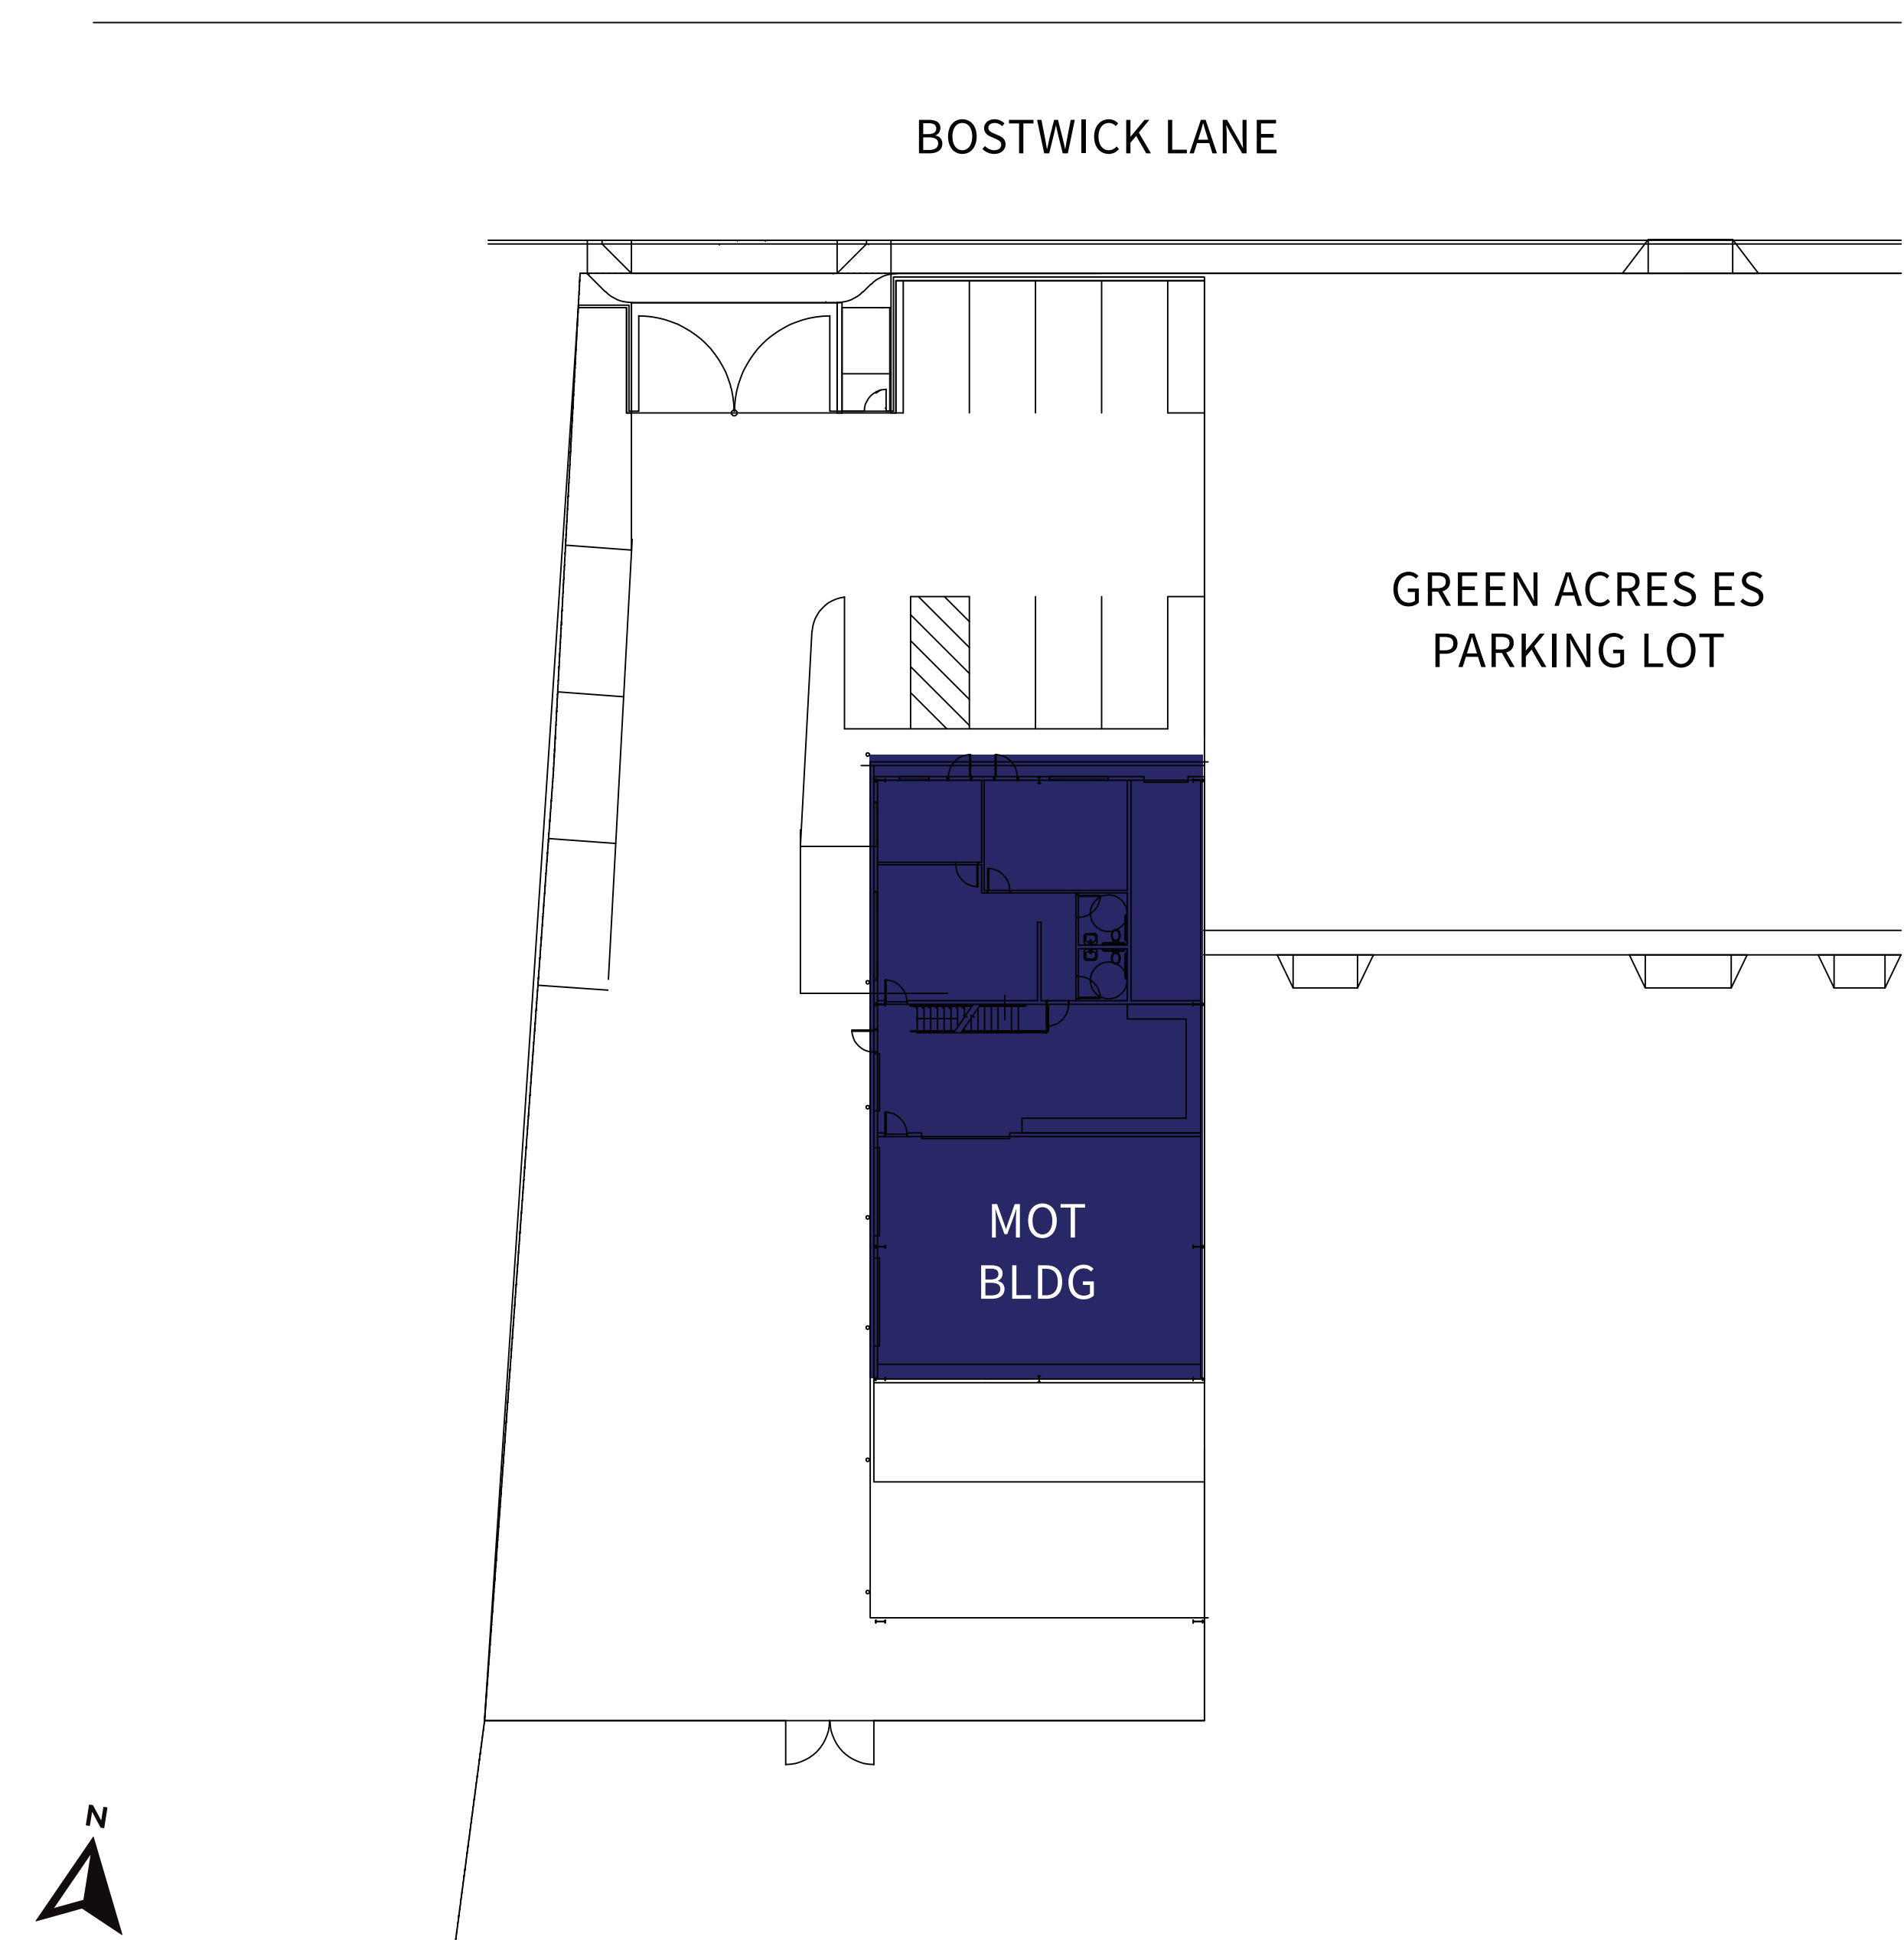 BOSTWICK LANE
GREEN ACRES ES
PARKING LOT
MOT
BLDG
N